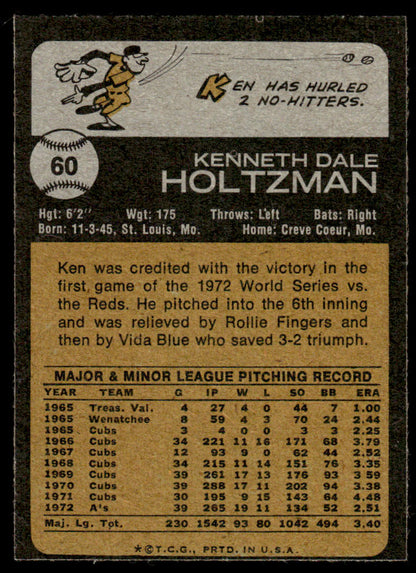 KEN HAS HURLED
2 NO-HITTERS.
60
KENNETH DALE
HOLTZMAN
Hgt: 6'2" Wgt: 175 Throws: Left Bats: Right
Born: 11-3-45, St. Louis, Mo. Home: Creve Coeur, Mo.
Ken was credited with the victory in the
first game of the 1972 World Series vs.
the Reds. He pitched into the 6th inning
and was relieved by Rollie Fingers and
then by Vida Blue who saved 3-2 triumph.
MAJOR & MINOR LEAGUE PITCHING RECORD
YEAR TEAM G IP W L SO BB ERA
1965 Treas. Val. 4 27 4 0 44 7 1.00
1965 Wenatchee 8 59 4 3 70 24 2.44
1965 Cubs 3 4 0 0 3 3 2.25
1966 Cubs 34 221 11 16 171 68 3.79
1967 Cubs 12 93 9 0 62 44 2.52
1968 Cubs 34 215 11 14 151 76 3.35
1969 Cubs 39 261 17 13 176 93 3.59
1970 Cubs 39 288 17 11 202 94 3.38
1971 Cubs 30 195 9 15 143 64 4.48
1972 A's 39 265 19 11 134 52 2.51
Maj. Lg. Tot. 230 1542 93 80 1042 494 3.40
*©T.C.G., PRTD. IN U.S.A.